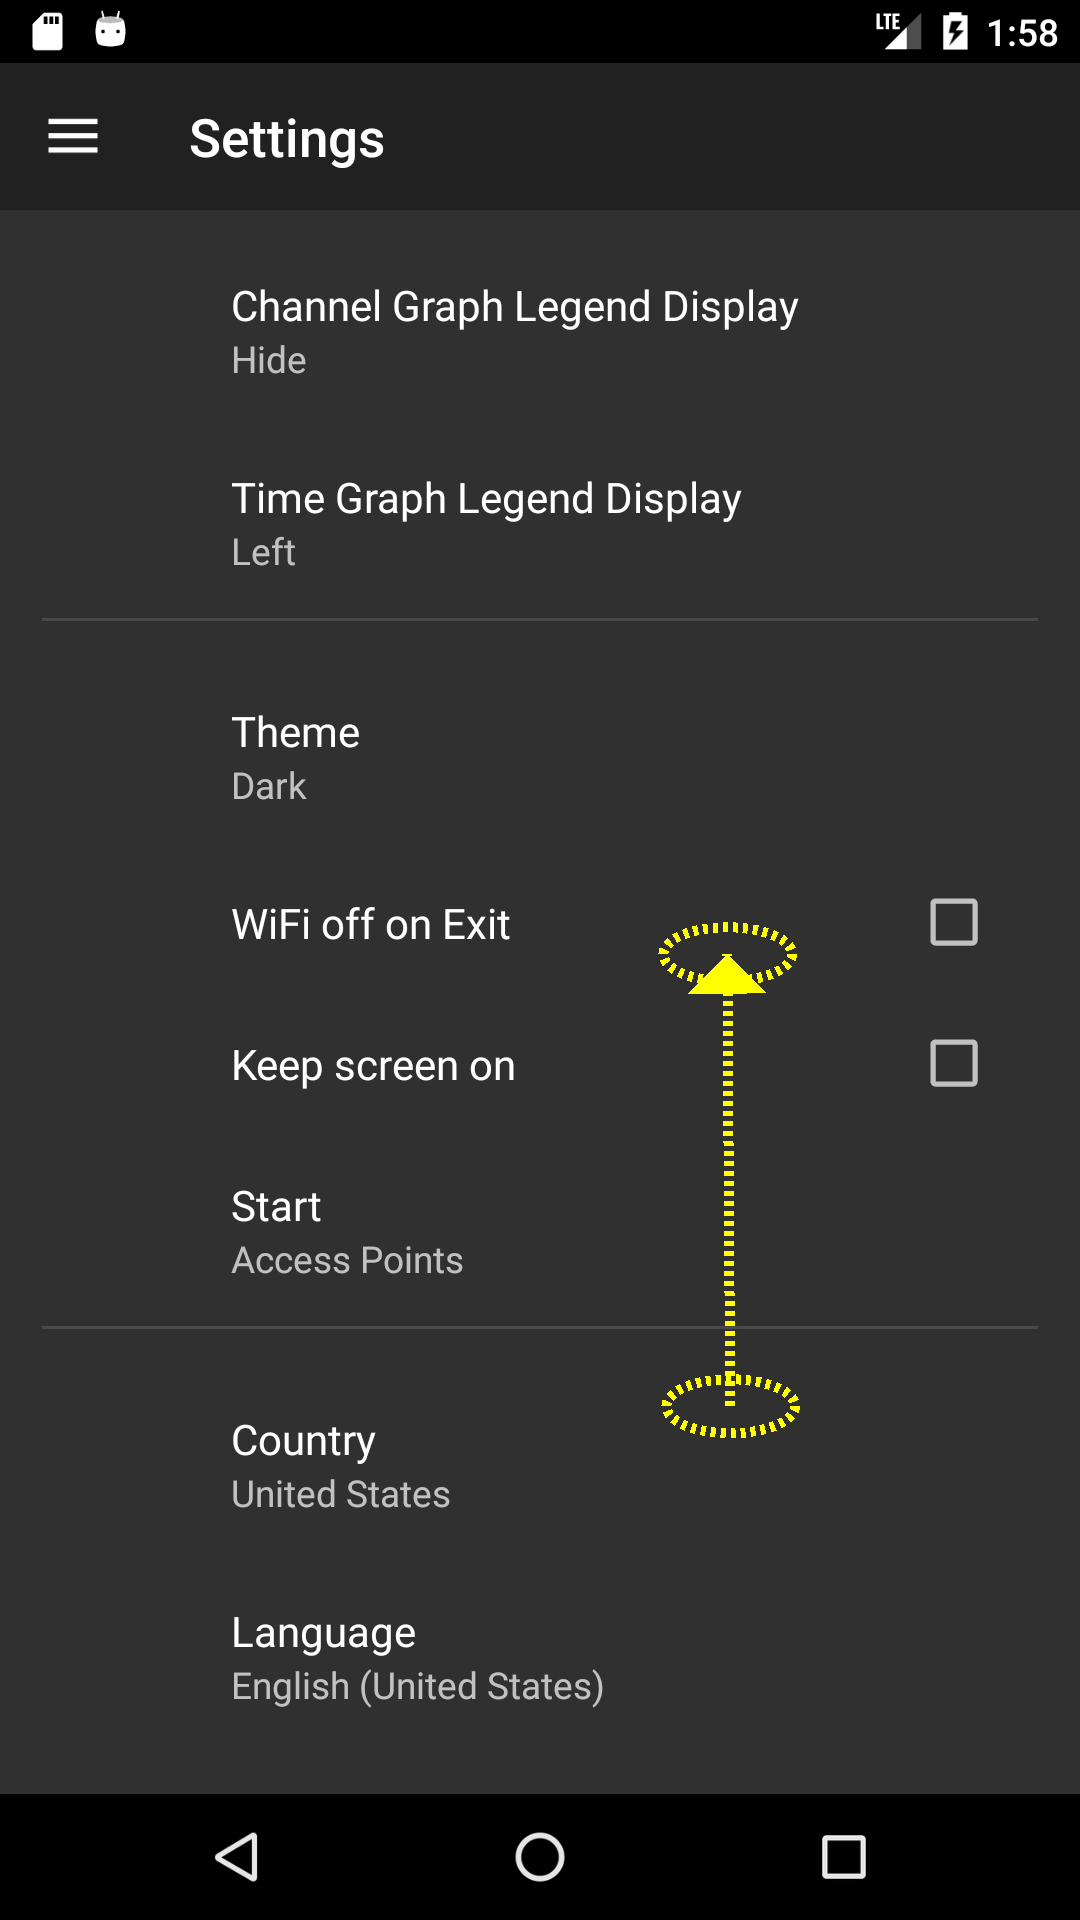 LTE 1:58
Settings
Channel Graph Legend Display
Hide
Time Graph Legend Display
Left
Theme
Dark
WiFi off on Exit
Keep screen on
Start
Access Points
Country
United States
Language
English (United States)